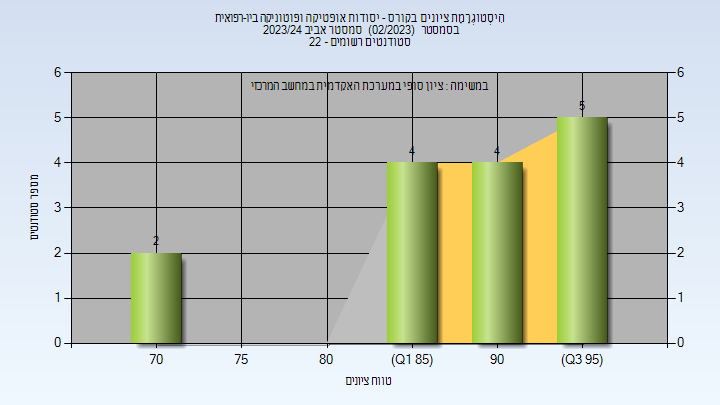 הִיסְטוֹגְרָמַת ציונים בקורס - יסודות אופטיקה ופוטוניקה ביו-רפואית
בסמסטר (02/2023) סמסטר אביב 2023/24
סטודנטים רשומים - 22
במשימה : ציון סופי במערכת האקדמית במחשב המרכזי
6 6
5 5 5
4 4 4 4
3 3
2 2 2
1 1
0 0
מספר סטודנטים
70 75 80 (Q1 85) 90 (Q3 95)
טווח ציונים